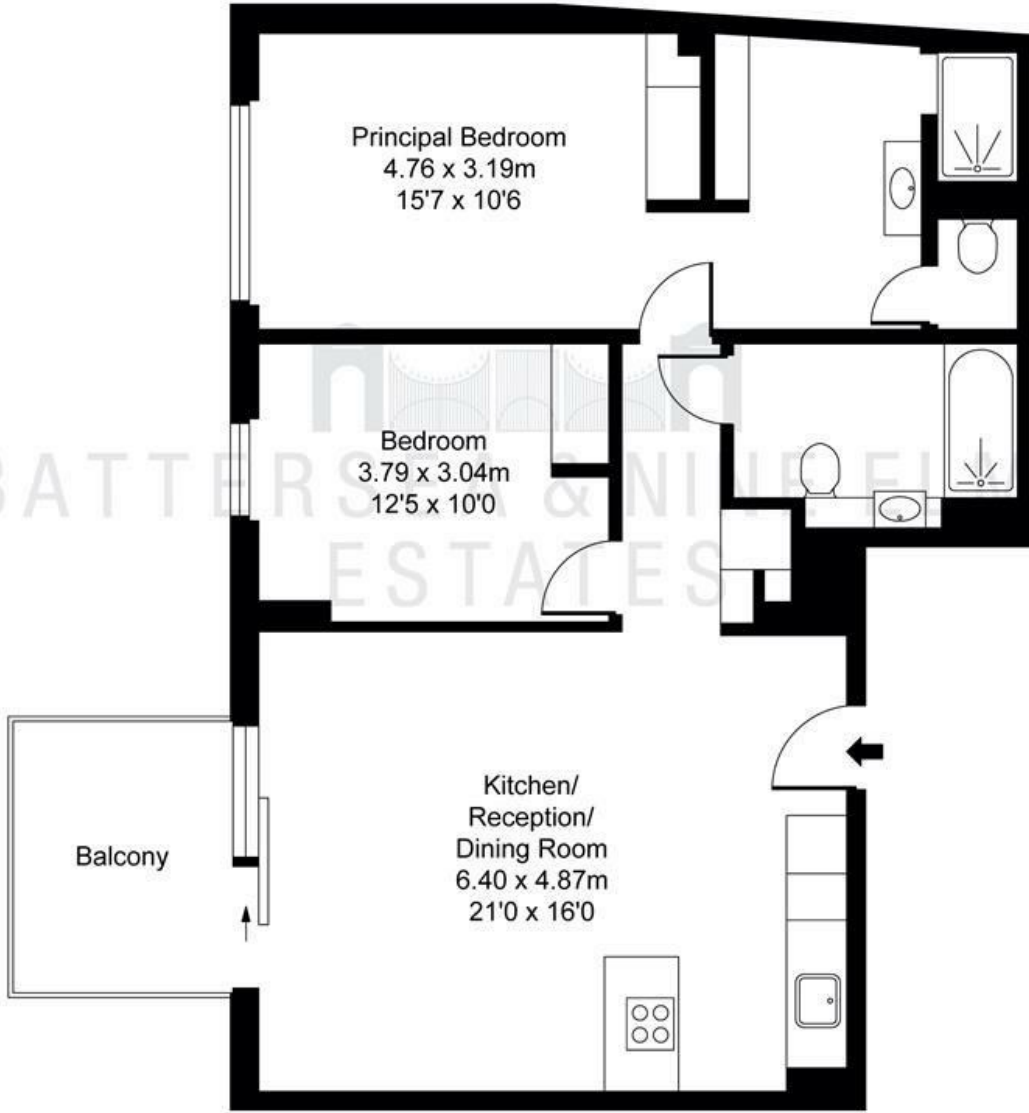 Principal Bedroom
4.76 x 3.19m
15'7 x 10'6
Bedroom
3.79 x 3.04m
12'5 x 10'0
BATTERSEA & NINE EL
ESTATES
Kitchen/
Reception/
Dining Room
6.40 x 4.87m
21'0 x 16'0
Balcony